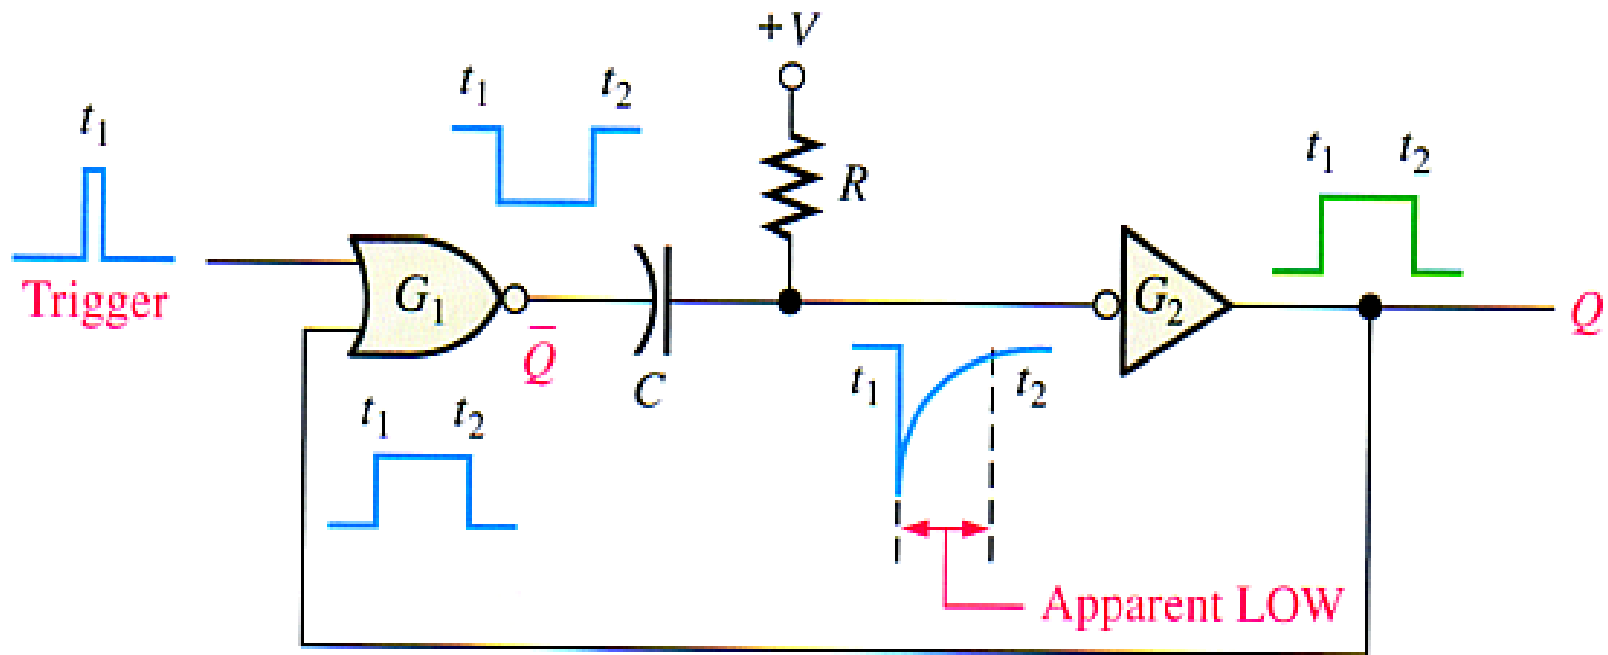 +V
t₁ t₂
t₁
t₁ t₂
R
G₁
G₂
Trigger
Q
Q̅
C
t₁ t₂
t₁ t₂
Apparent LOW